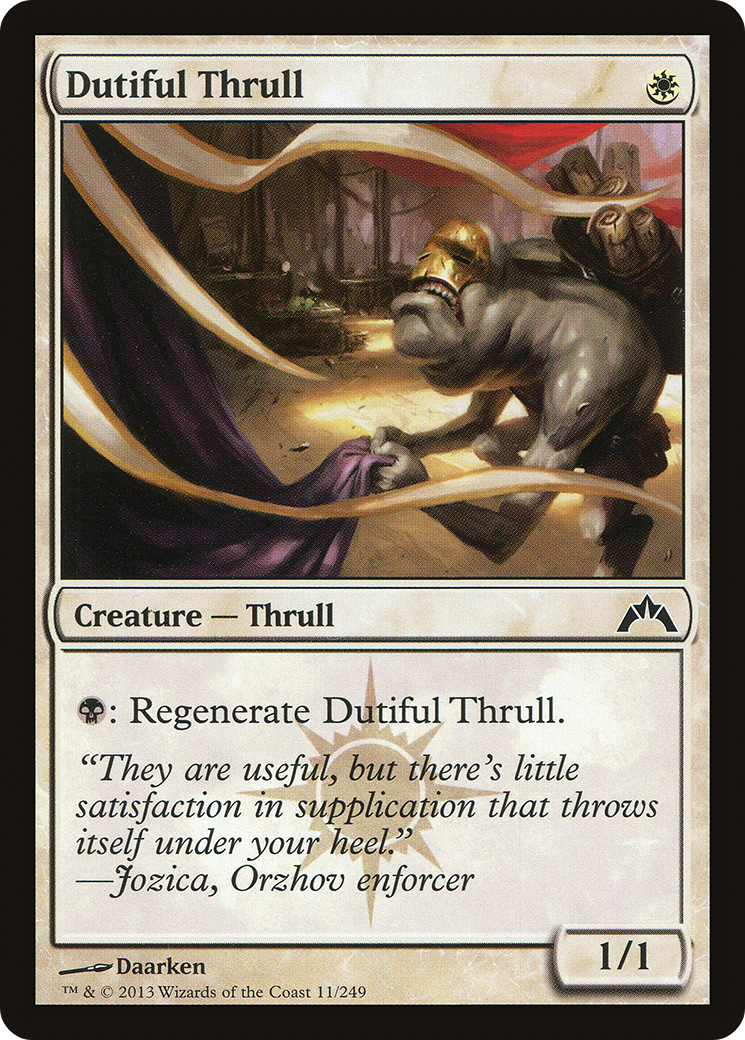 Dutiful Thrull
Creature — Thrull
: Regenerate Dutiful Thrull.
“They are useful, but there’s little
satisfaction in supplication that throws
itself under your heel.”
—Jozica, Orzhov enforcer
1/1
Daarken
™ & © 2013 Wizards of the Coast 11/249